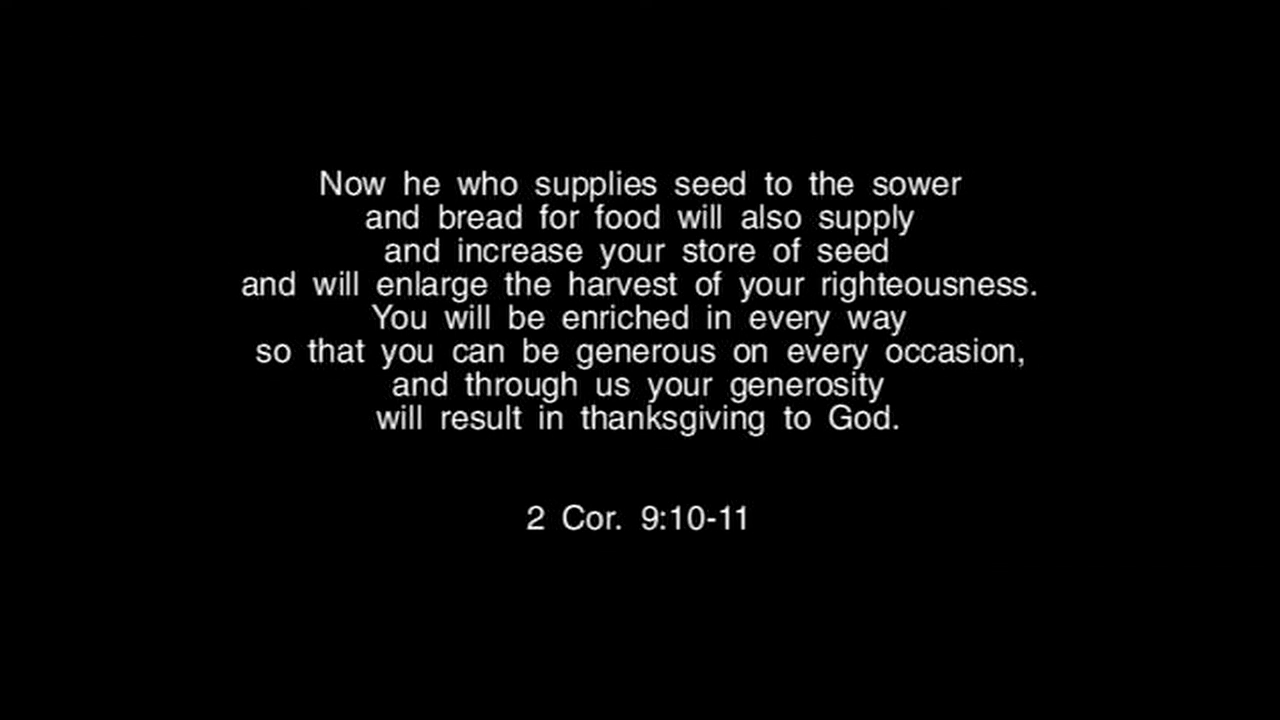 Now he who supplies seed to the sower
and bread for food will also supply
and increase your store of seed
and will enlarge the harvest of your righteousness.
You will be enriched in every way
so that you can be generous on every occasion,
and through us your generosity
will result in thanksgiving to God.
2 Cor. 9:10-11